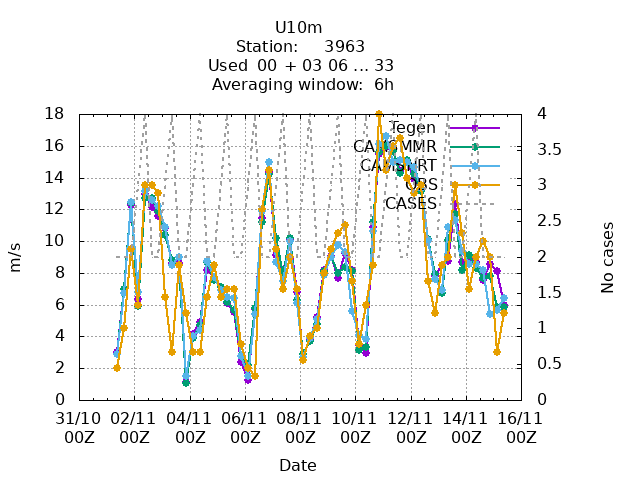 U10m
Station: 3963
Used 00 + 03 06 ... 33
Averaging window: 6h
18 4
16 3.5
14 3
12 2.5
10 2
8 1.5
6 1
4 0.5
2 0
0
m/s
No cases
Tegen
CAMSMMR
CAMSNRT
OBS
CASES
31/10 02/11 04/11 06/11 08/11 10/11 12/11 14/11 16/11
00Z 00Z 00Z 00Z 00Z 00Z 00Z 00Z 00Z
Date